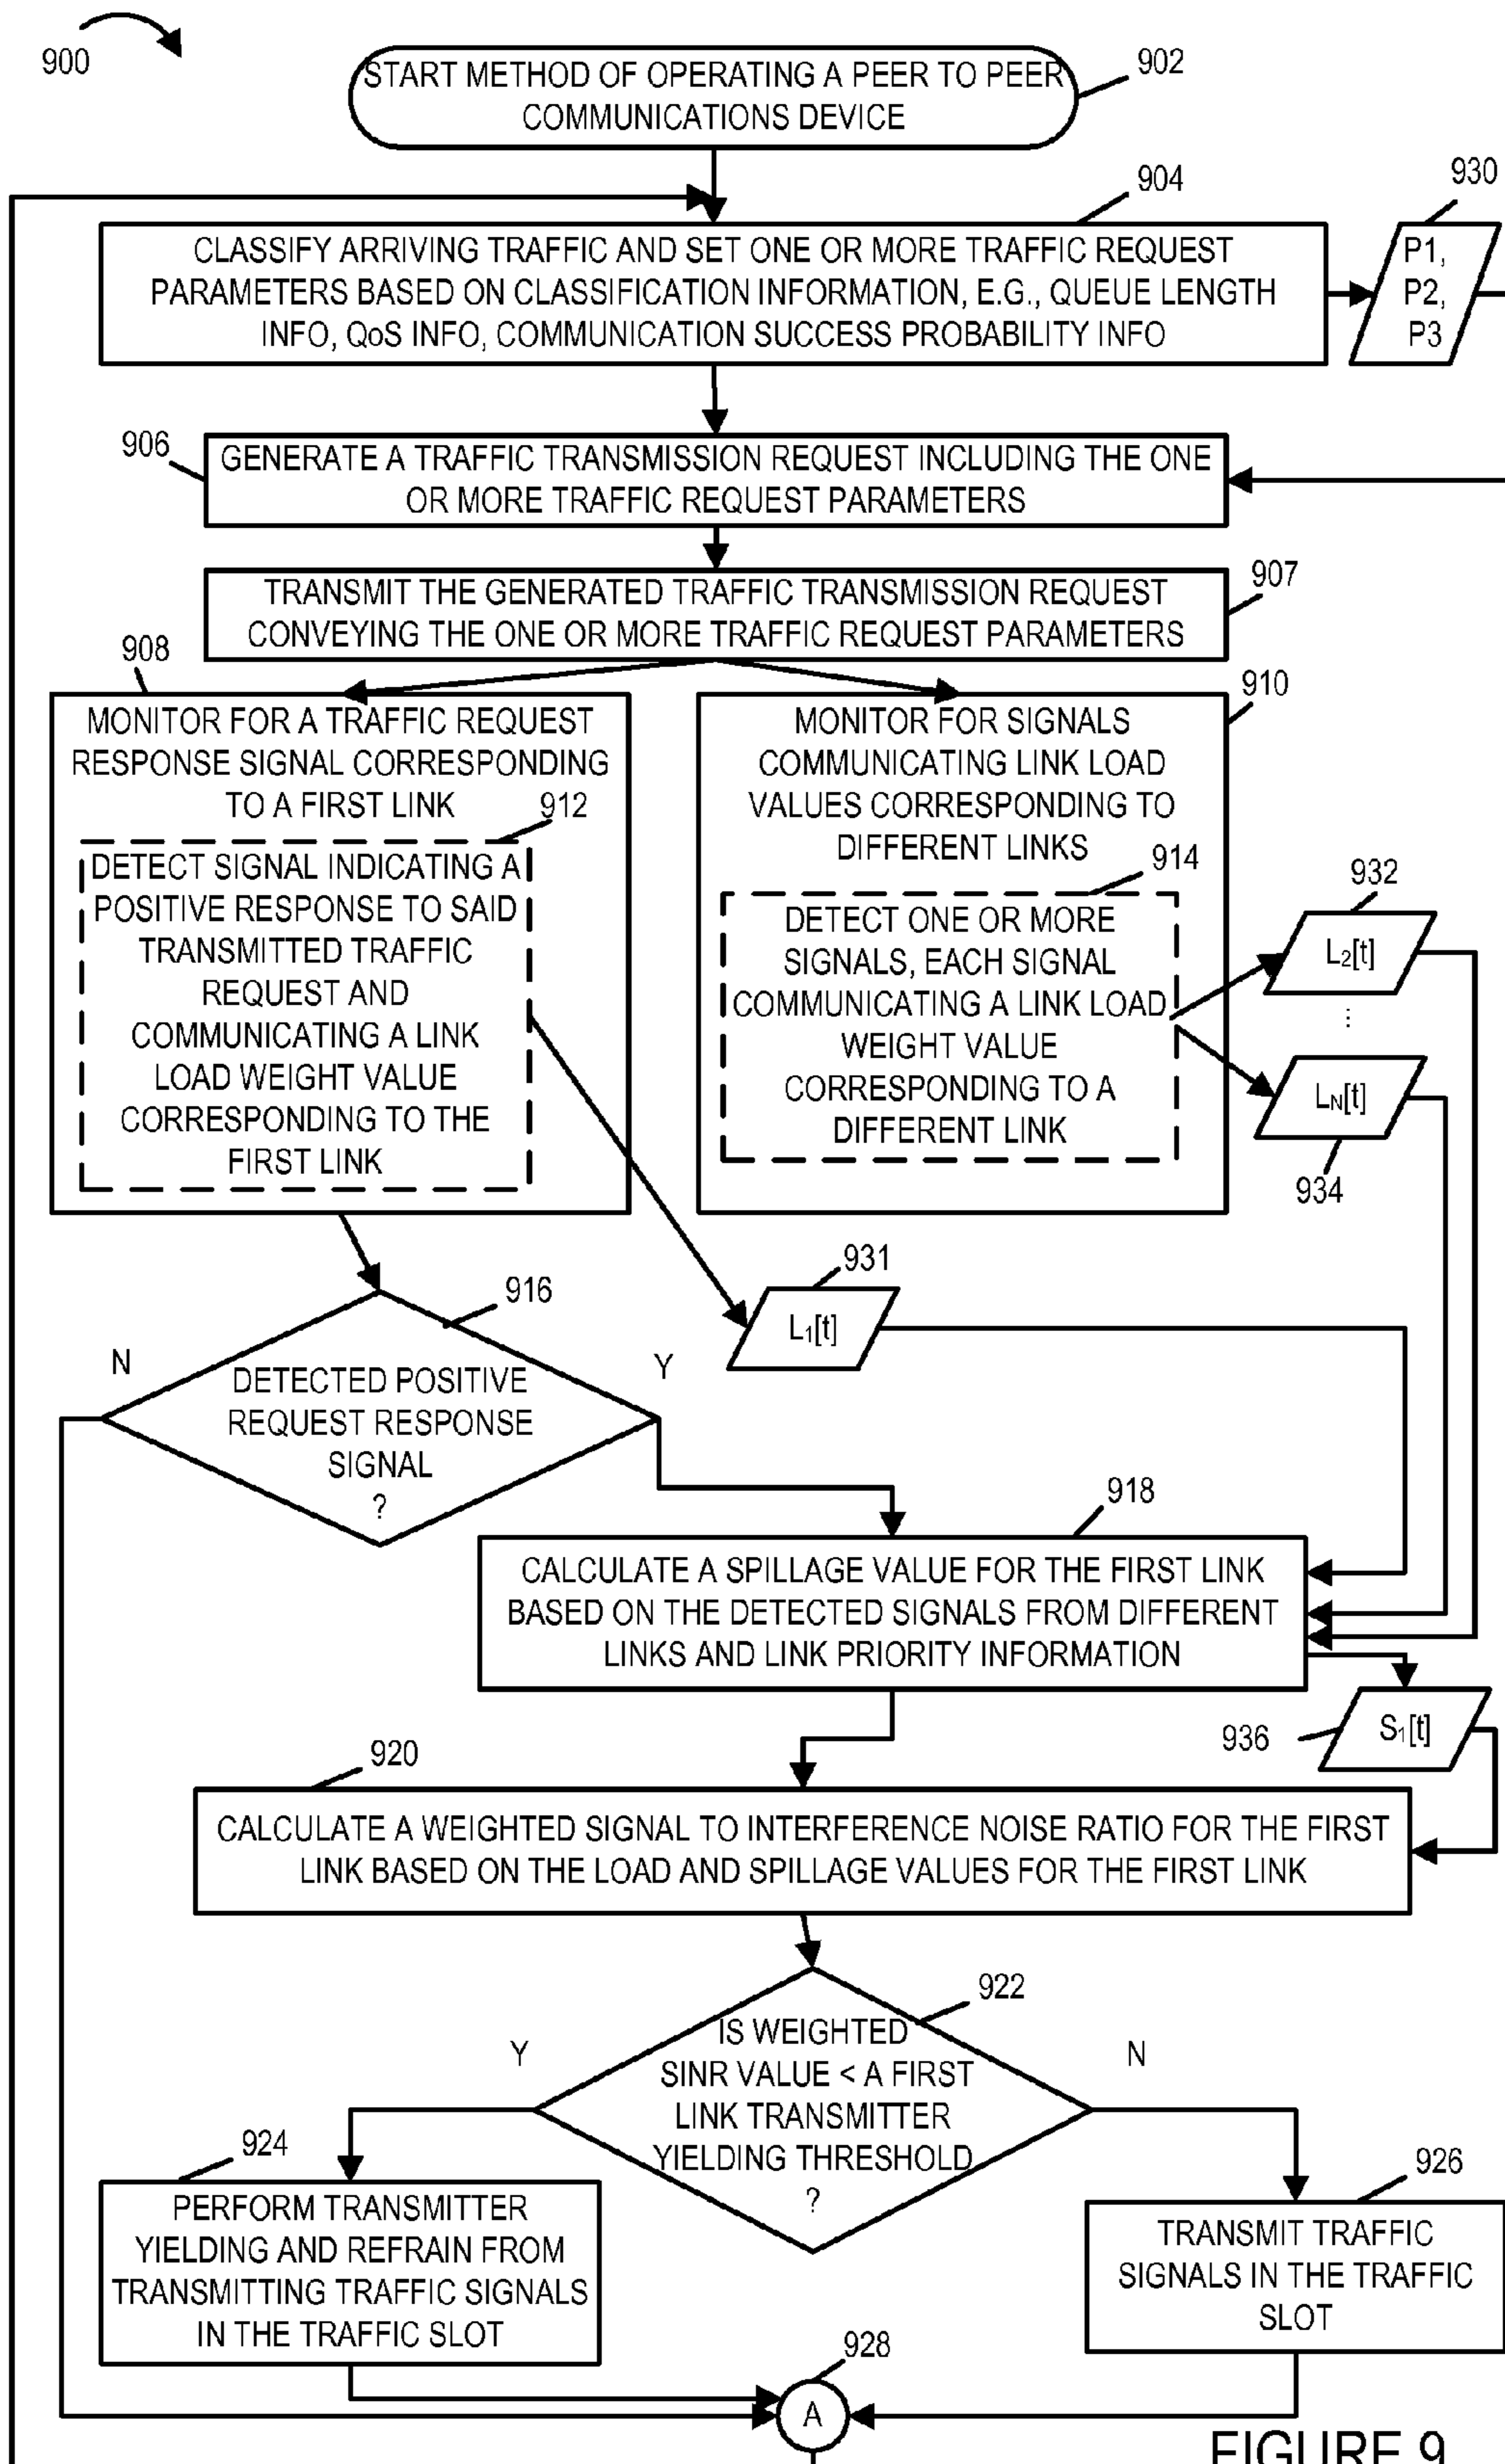 900
START METHOD OF OPERATING A PEER TO PEER
COMMUNICATIONS DEVICE
902
904
930
CLASSIFY ARRIVING TRAFFIC AND SET ONE OR MORE TRAFFIC REQUEST
PARAMETERS BASED ON CLASSIFICATION INFORMATION, E.G., QUEUE LENGTH
INFO, QoS INFO, COMMUNICATION SUCCESS PROBABILITY INFO
P1,
P2,
P3
906
GENERATE A TRAFFIC TRANSMISSION REQUEST INCLUDING THE ONE
OR MORE TRAFFIC REQUEST PARAMETERS
907
TRANSMIT THE GENERATED TRAFFIC TRANSMISSION REQUEST
CONVEYING THE ONE OR MORE TRAFFIC REQUEST PARAMETERS
908
MONITOR FOR A TRAFFIC REQUEST
RESPONSE SIGNAL CORRESPONDING
TO A FIRST LINK
912
DETECT SIGNAL INDICATING A
POSITIVE RESPONSE TO SAID
TRANSMITTED TRAFFIC
REQUEST AND
COMMUNICATING A LINK
LOAD WEIGHT VALUE
CORRESPONDING TO THE
FIRST LINK
910
MONITOR FOR SIGNALS
COMMUNICATING LINK LOAD
VALUES CORRESPONDING TO
DIFFERENT LINKS
914
DETECT ONE OR MORE
SIGNALS, EACH SIGNAL
COMMUNICATING A LINK LOAD
WEIGHT VALUE
CORRESPONDING TO A
DIFFERENT LINK
932
L2[t]
...
LN[t]
934
931
L1[t]
916
N
Y
DETECTED POSITIVE
REQUEST RESPONSE
SIGNAL
?
918
CALCULATE A SPILLAGE VALUE FOR THE FIRST LINK
BASED ON THE DETECTED SIGNALS FROM DIFFERENT
LINKS AND LINK PRIORITY INFORMATION
936
S1[t]
920
CALCULATE A WEIGHTED SIGNAL TO INTERFERENCE NOISE RATIO FOR THE FIRST
LINK BASED ON THE LOAD AND SPILLAGE VALUES FOR THE FIRST LINK
922
Y
N
IS WEIGHTED
SINR VALUE < A FIRST
LINK TRANSMITTER
YIELDING THRESHOLD
?
924
PERFORM TRANSMITTER
YIELDING AND REFRAIN FROM
TRANSMITTING TRAFFIC SIGNALS
IN THE TRAFFIC SLOT
926
TRANSMIT TRAFFIC
SIGNALS IN THE TRAFFIC
SLOT
928
A
FIGURE 9